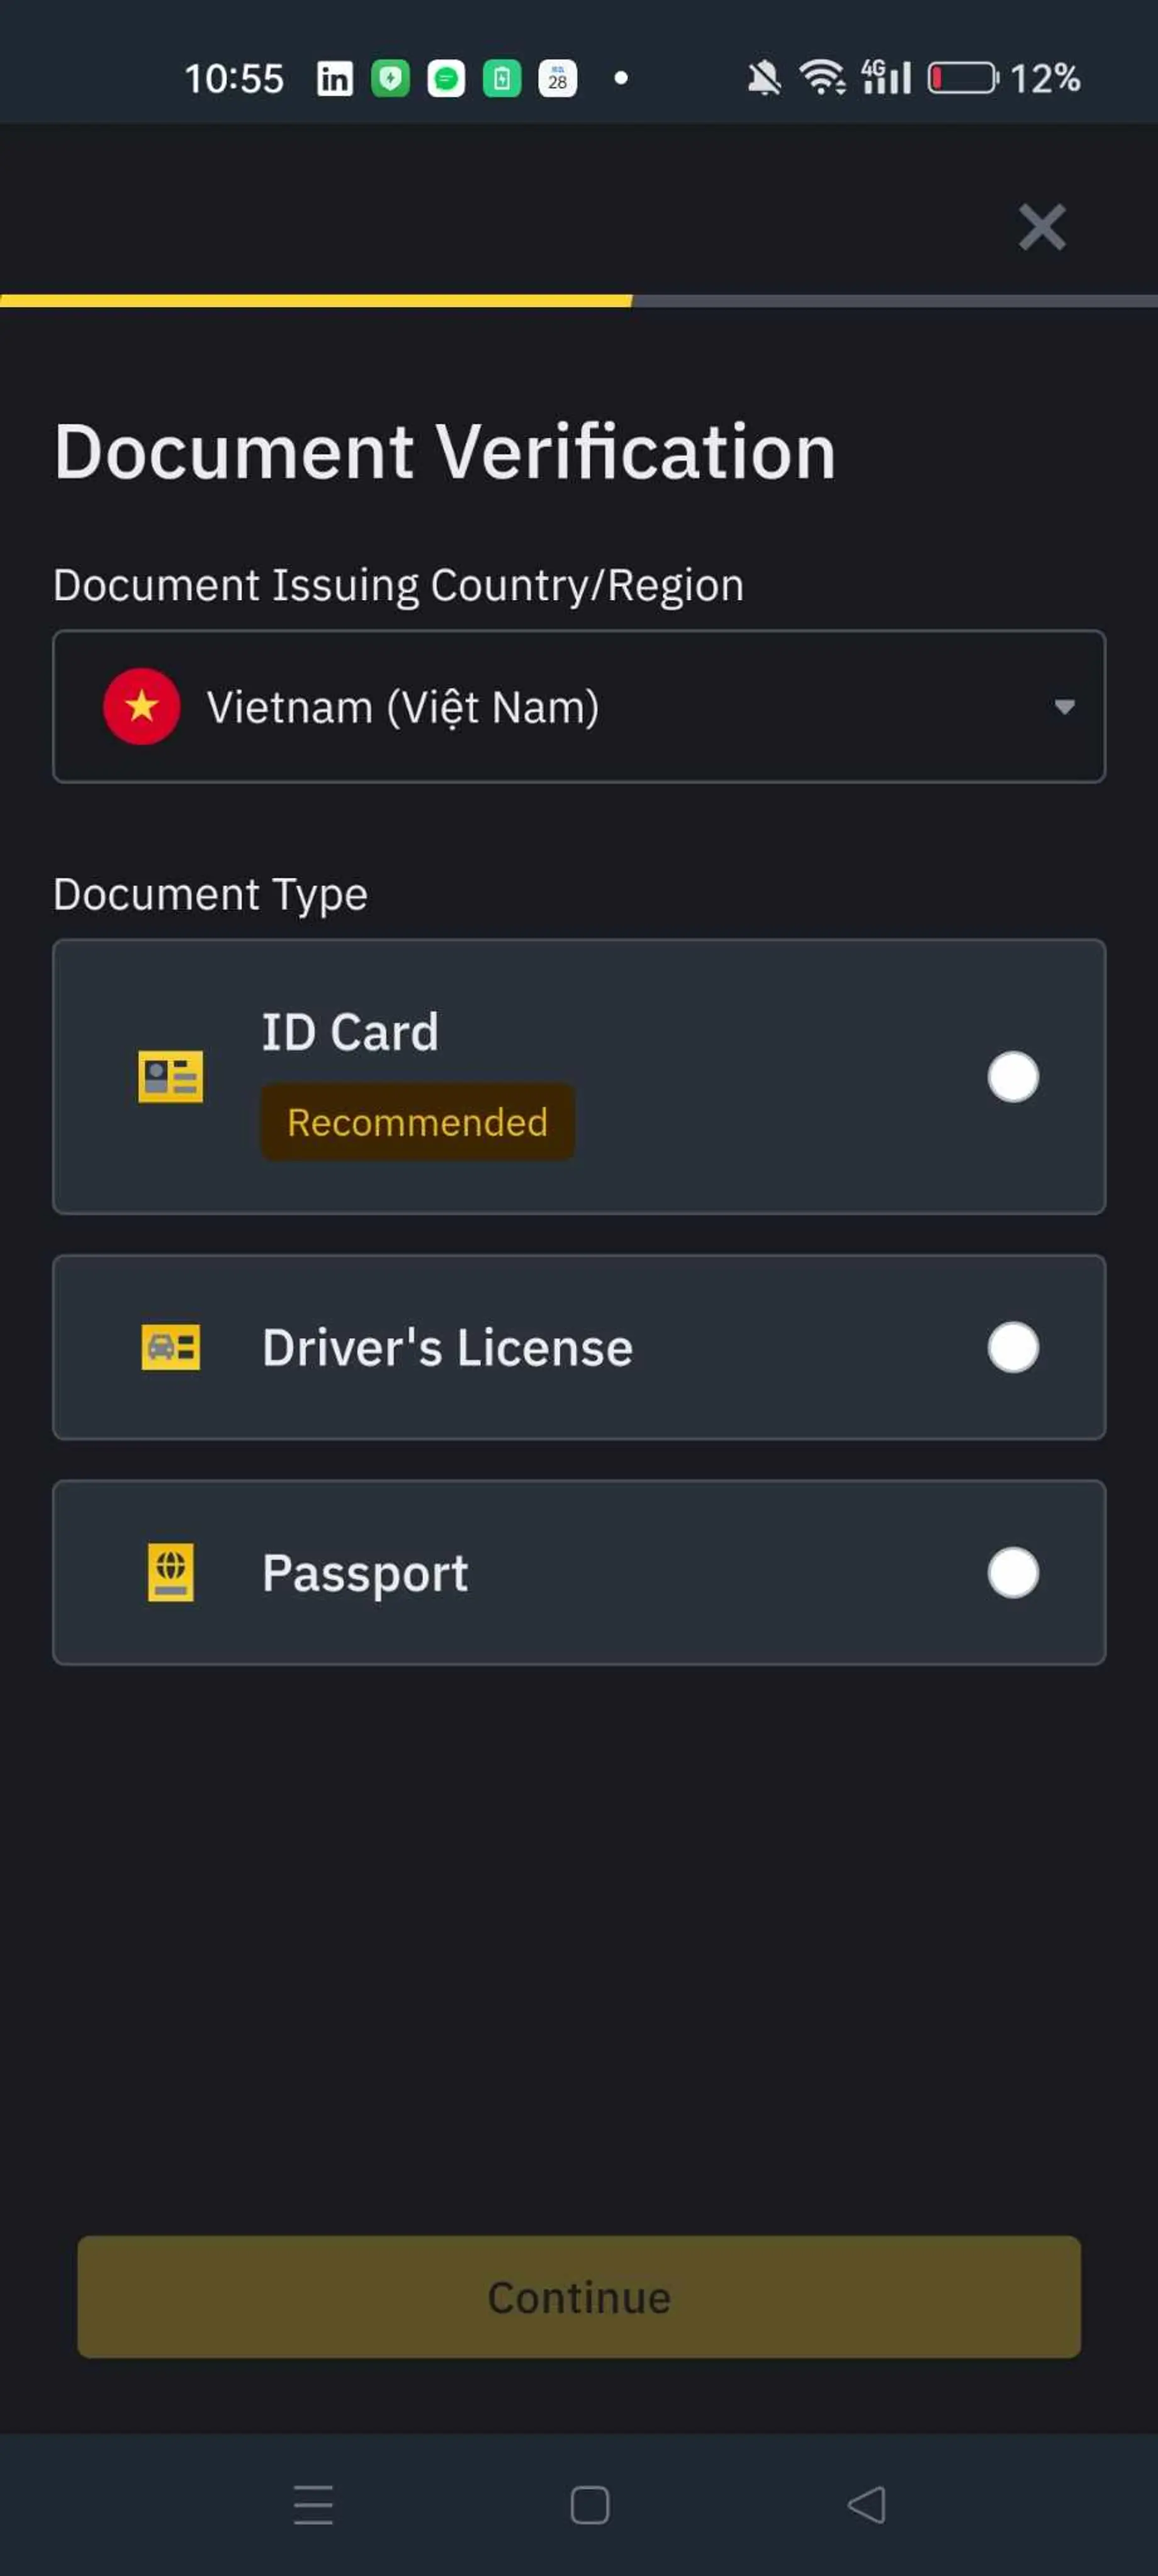 10:55
in
28
4G
12%
Document Verification
Document Issuing Country/Region
Vietnam (Việt Nam)
Document Type
ID Card
Recommended
Driver's License
Passport
Continue